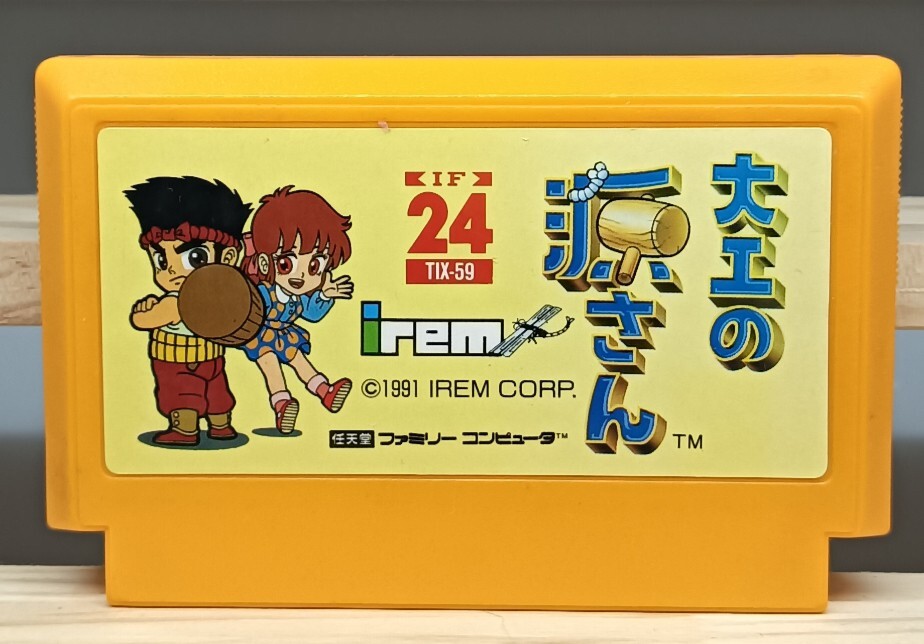 大工の
源さん
TM
IF
24
TIX-59
irem
©1991 IREM CORP.
任天堂 ファミリー コンピュータ™